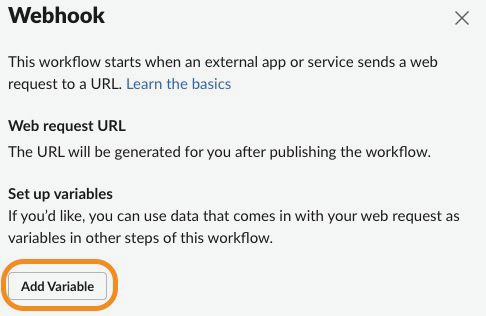 Webhook
This workflow starts when an external app or service sends a web
request to a URL. Learn the basics
Web request URL
The URL will be generated for you after publishing the workflow.
Set up variables
If you’d like, you can use data that comes in with your web request as
variables in other steps of this workflow.
Add Variable